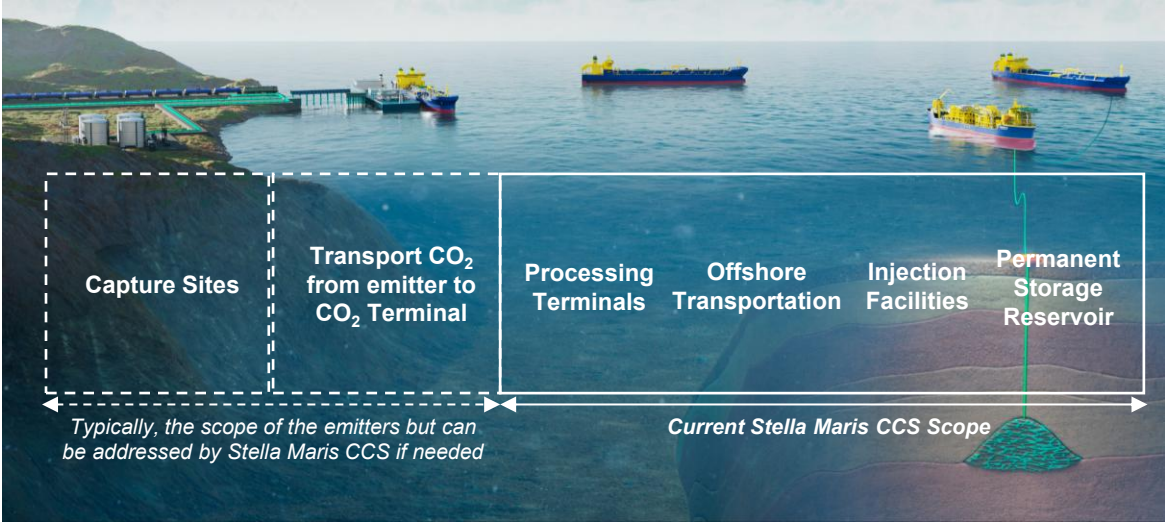 Capture Sites
Transport CO₂
from emitter to
CO₂ Terminal
Processing
Terminals
Offshore
Transportation
Injection
Facilities
Permanent
Storage
Reservoir
Typically, the scope of the emitters but can
be addressed by Stella Maris CCS if needed
Current Stella Maris CCS Scope